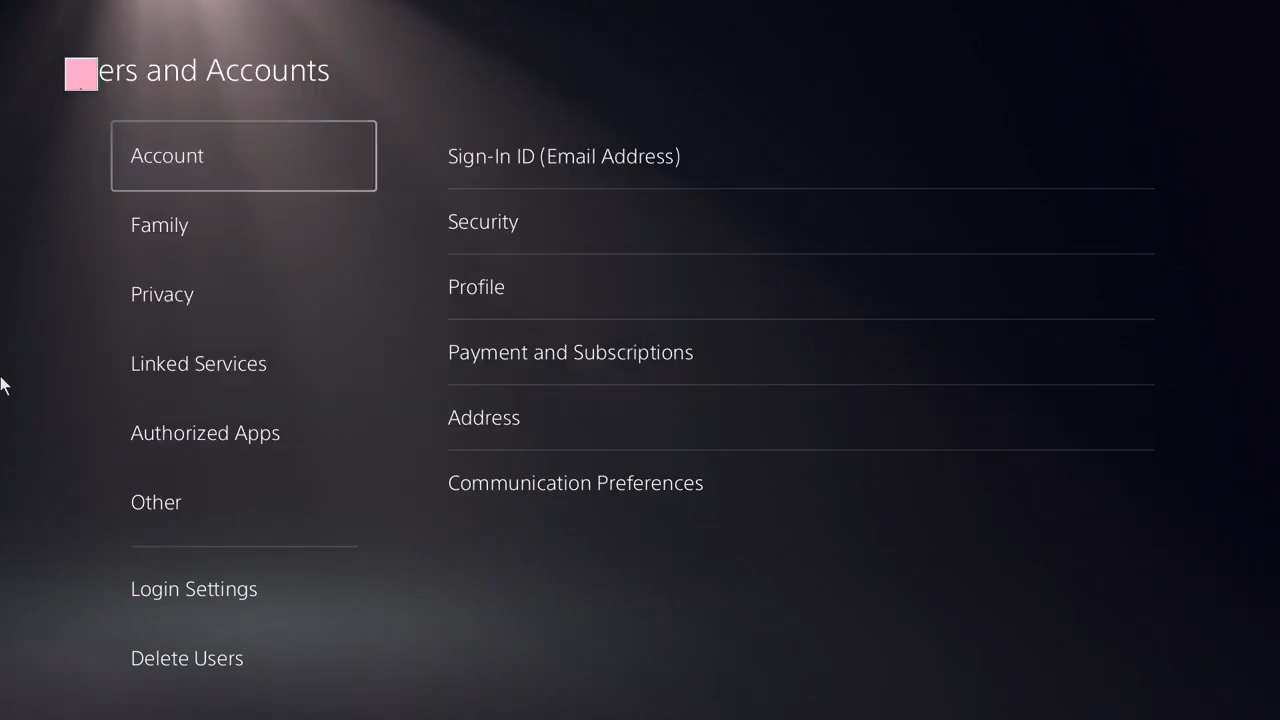 ers and Accounts
Account
Family
Privacy
Linked Services
Authorized Apps
Other
Login Settings
Delete Users
Sign-In ID (Email Address)
Security
Profile
Payment and Subscriptions
Address
Communication Preferences